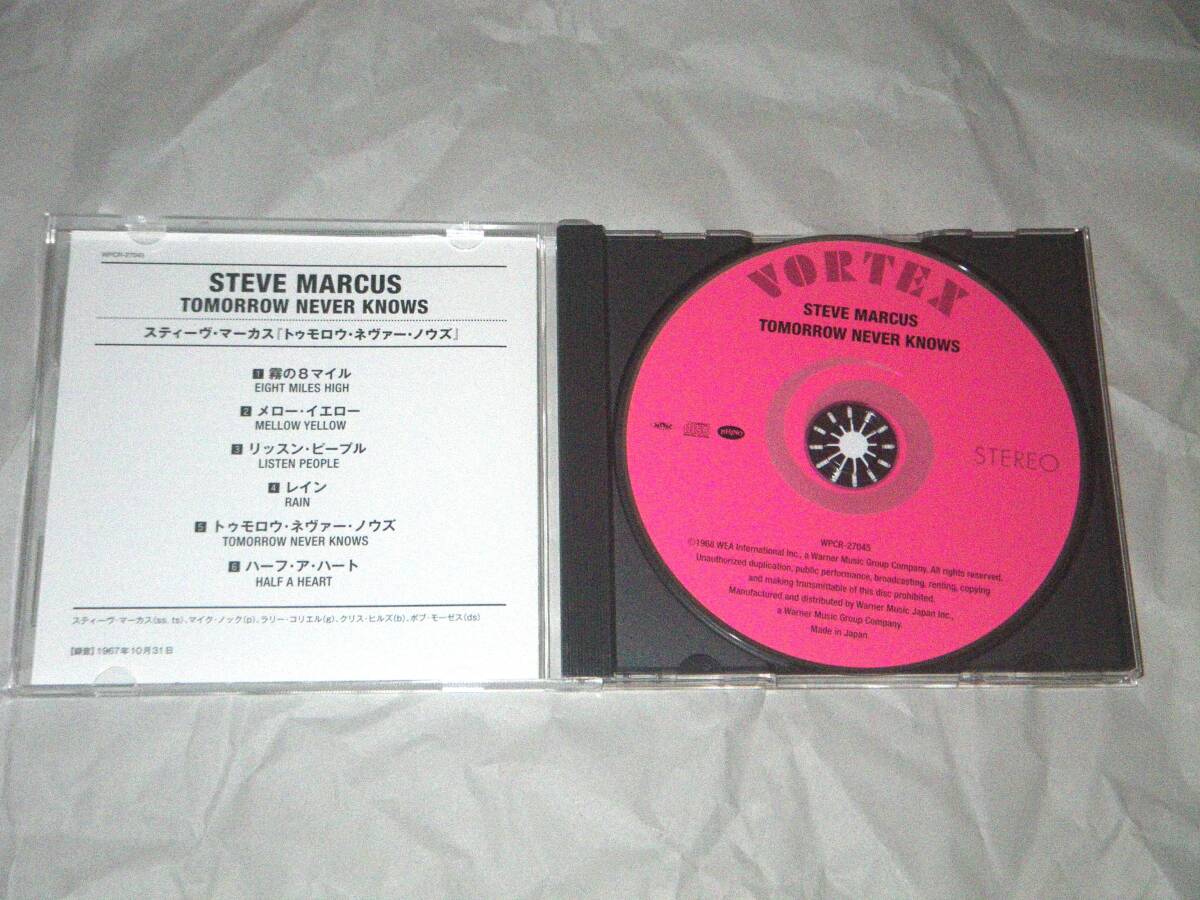 WPCR-27045
STEVE MARCUS
TOMORROW NEVER KNOWS
スティーヴ・マーカス『トゥモロウ・ネヴァー・ノウズ』
1 霧の8マイル
EIGHT MILES HIGH
2 メロー・イエロー
MELLOW YELLOW
3 リッスン・ピープル
LISTEN PEOPLE
4 レイン
RAIN
5 トゥモロウ・ネヴァー・ノウズ
TOMORROW NEVER KNOWS
6 ハーフ・ア・ハート
HALF A HEART
スティーヴ・マーカス(ss, ts)、マイク・ノック(p)、ラリー・コリエル(g)、クリス・ヒルズ(b)、ボブ・モーゼス(ds)
【録音】1967年10月31日
VORTEX
STEVE MARCUS
TOMORROW NEVER KNOWS
RHINO
STEREO
WPCR-27045
©1968 WEA International Inc., a Warner Music Group Company. All rights reserved.
Unauthorized duplication, public performance, broadcasting, renting, copying
and making transmittable of this disc prohibited.
Manufactured and distributed by Warner Music Japan Inc.,
a Warner Music Group Company.
Made in Japan.